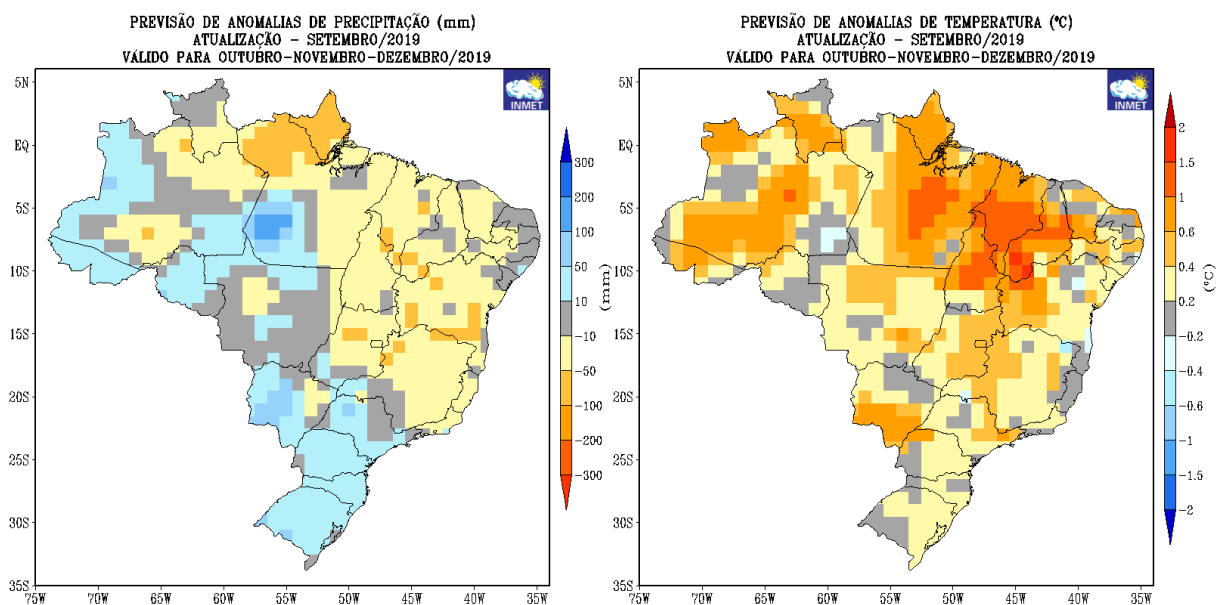 PREVISÃO DE ANOMALIAS DE PRECIPITAÇÃO (mm)
ATUALIZAÇÃO - SETEMBRO/2019
VÁLIDO PARA OUTUBRO-NOVEMBRO-DEZEMBRO/2019
INMET
5N
EQ
5S
10S
15S
20S
25S
30S
35S
75W
70W
65W
60W
55W
50W
45W
40W
35W
300
200
100
50
10
-10
-50
-100
-200
-300
(mm)
PREVISÃO DE ANOMALIAS DE TEMPERATURA (°C)
ATUALIZAÇÃO - SETEMBRO/2019
VÁLIDO PARA OUTUBRO-NOVEMBRO-DEZEMBRO/2019
INMET
5N
EQ
5S
10S
15S
20S
25S
30S
35S
75W
70W
65W
60W
55W
50W
45W
40W
35W
2
1.5
1
0.6
0.4
0.2
-0.2
-0.4
-0.6
-1
-1.5
-2
(°C)